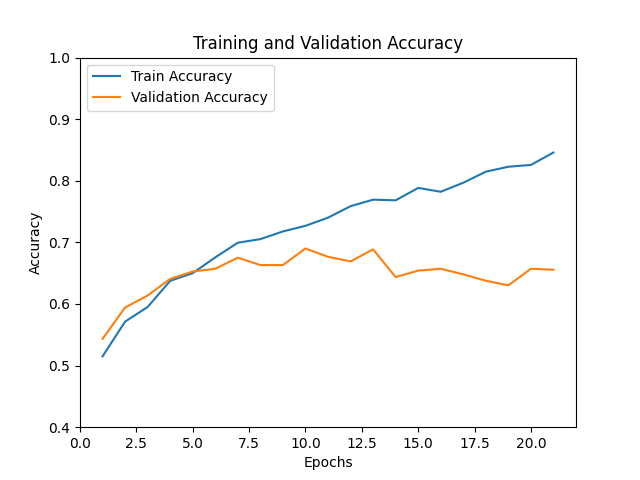 Training and Validation Accuracy
1.0
Train Accuracy
Validation Accuracy
0.9
0.8
0.7
0.6
0.5
0.4
Accuracy
0.0 2.5 5.0 7.5 10.0 12.5 15.0 17.5 20.0
Epochs